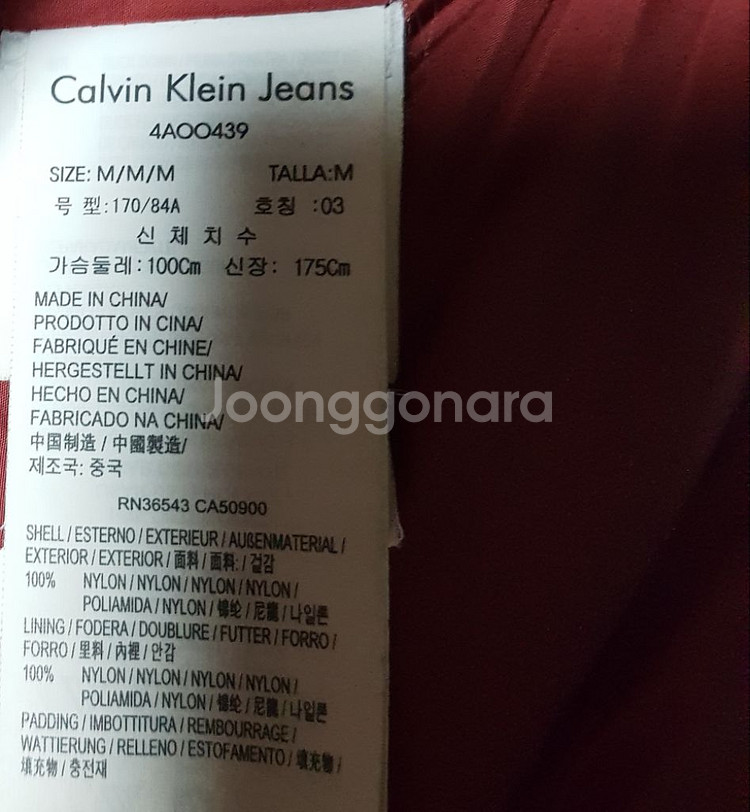 Calvin Klein Jeans
4AOO439
SIZE: M/M/M TALLA:M
号 型:170/84A 호칭 :03
신 체 치 수
가슴둘레:100Cm 신장: 175Cm
MADE IN CHINA/
PRODOTTO IN CINA/
FABRIQUÉ EN CHINE/
HERGESTELLT IN CHINA/
HECHO EN CHINA/
FABRICADO NA CHINA/
中国制造 / 中國製造/
제조국: 중국
Joonggonara
RN36543 CA50900
SHELL / ESTERNO / EXTERIEUR / AUßENMATERIAL /
EXTERIOR / EXTERIOR / 面料 / 面料: / 겉감
100% NYLON / NYLON / NYLON / NYLON /
POLIAMIDA / NYLON / 锦纶 / 尼龍 / 나일론
LINING / FODERA / DOUBLURE / FUTTER / FORRO /
FORRO / 里料 / 內裡 / 안감
100% NYLON / NYLON / NYLON / NYLON /
POLIAMIDA / NYLON / 锦纶 / 尼龍 / 나일론
PADDING / IMBOTTITURA / REMBOURRAGE /
WATTIERUNG / RELLENO / ESTOFAMENTO / 填充物 /
填充物 / 충전재